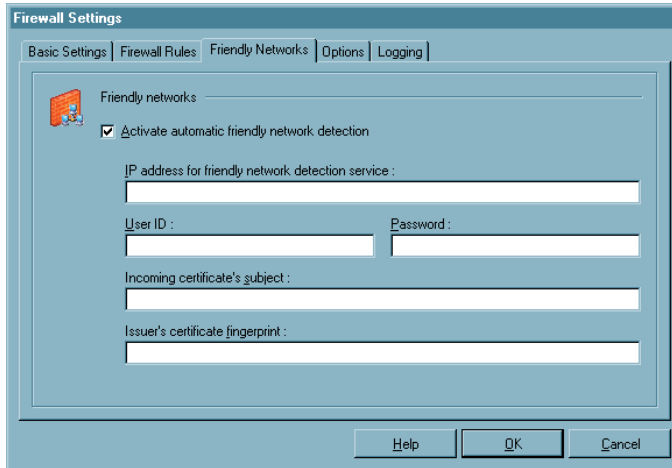 Firewall Settings
Basic Settings Firewall Rules Friendly Networks Options Logging
Friendly networks
Activate automatic friendly network detection
IP address for friendly network detection service :
User ID : Password :
Incoming certificate's subject :
Issuer's certificate fingerprint :
Help OK Cancel